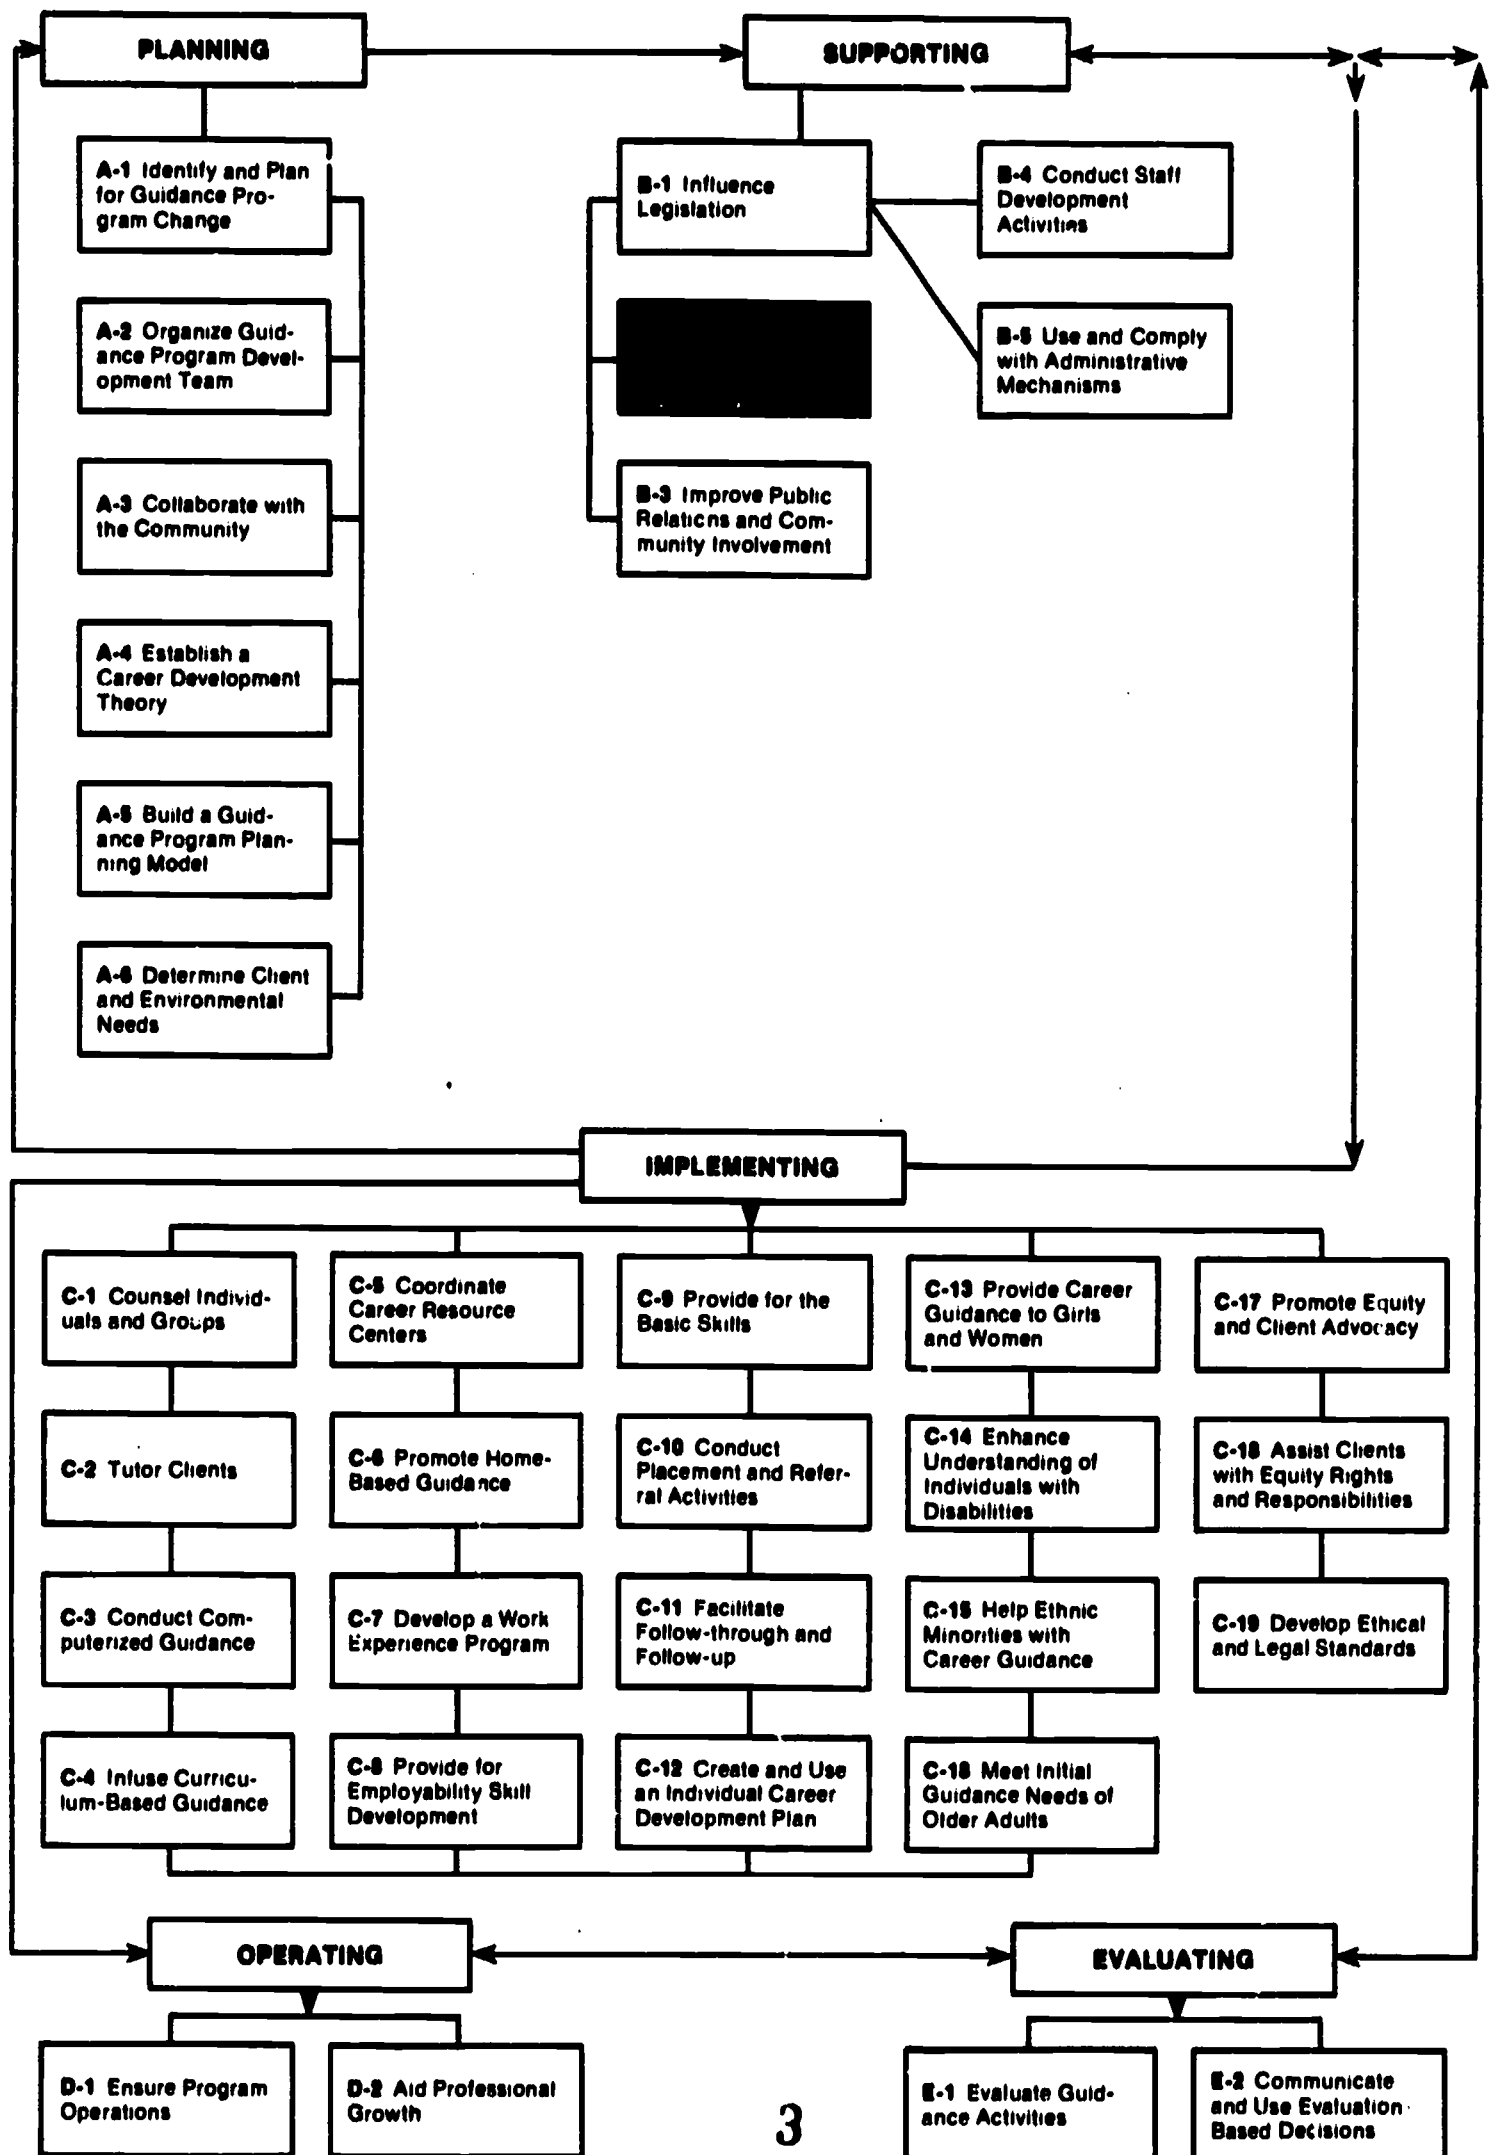 PLANNING
SUPPORTING
A-1 Identify and Plan
for Guidance Pro-
gram Change
A-2 Organize Guid-
ance Program Devel-
opment Team
A-3 Collaborate with
the Community
A-4 Establish a
Career Development
Theory
A-5 Build a Guid-
ance Program Plan-
ning Model
A-6 Determine Client
and Environmental
Needs
B-1 Influence
Legislation
B-3 Improve Public
Relations and Com-
munity Involvement
B-4 Conduct Staff
Development
Activities
B-5 Use and Comply
with Administrative
Mechanisms
IMPLEMENTING
C-1 Counsel Individ-
uals and Groups
C-2 Tutor Clients
C-3 Conduct Com-
puterized Guidance
C-4 Infuse Curricu-
lum-Based Guidance
C-5 Coordinate
Career Resource
Centers
C-6 Promote Home-
Based Guidance
C-7 Develop a Work
Experience Program
C-8 Provide for
Employability Skill
Development
C-9 Provide for the
Basic Skills
C-10 Conduct
Placement and Refer-
ral Activities
C-11 Facilitate
Follow-through and
Follow-up
C-12 Create and Use
an Individual Career
Development Plan
C-13 Provide Career
Guidance to Girls
and Women
C-14 Enhance
Understanding of
Individuals with
Disabilities
C-15 Help Ethnic
Minorities with
Career Guidance
C-16 Meet Initial
Guidance Needs of
Older Adults
C-17 Promote Equity
and Client Advocacy
C-18 Assist Clients
with Equity Rights
and Responsibilities
C-19 Develop Ethical
and Legal Standards
OPERATING
EVALUATING
D-1 Ensure Program
Operations
D-2 Aid Professional
Growth
E-1 Evaluate Guid-
ance Activities
E-2 Communicate
and Use Evaluation
Based Decisions
3